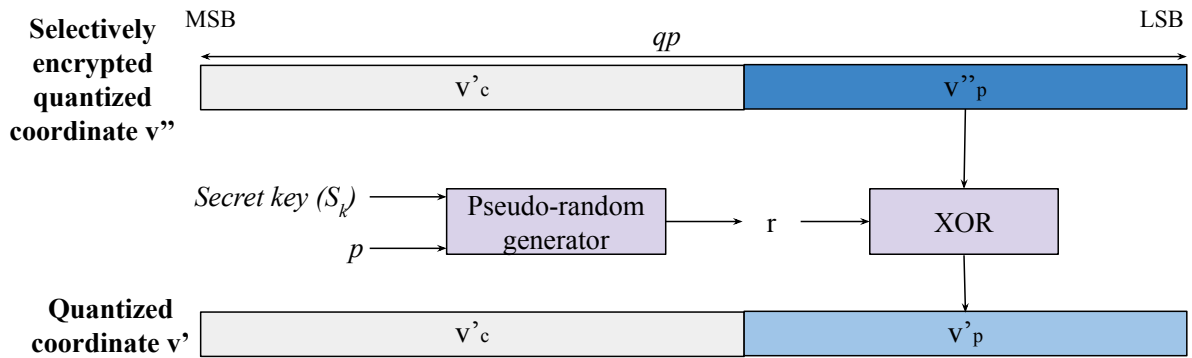 MSB
LSB
Selectively
encrypted
quantized
coordinate v’’
qp
v’c
v’’p
Secret key (Sk)
p
Pseudo-random
generator
r
XOR
Quantized
coordinate v’
v’c
v’p